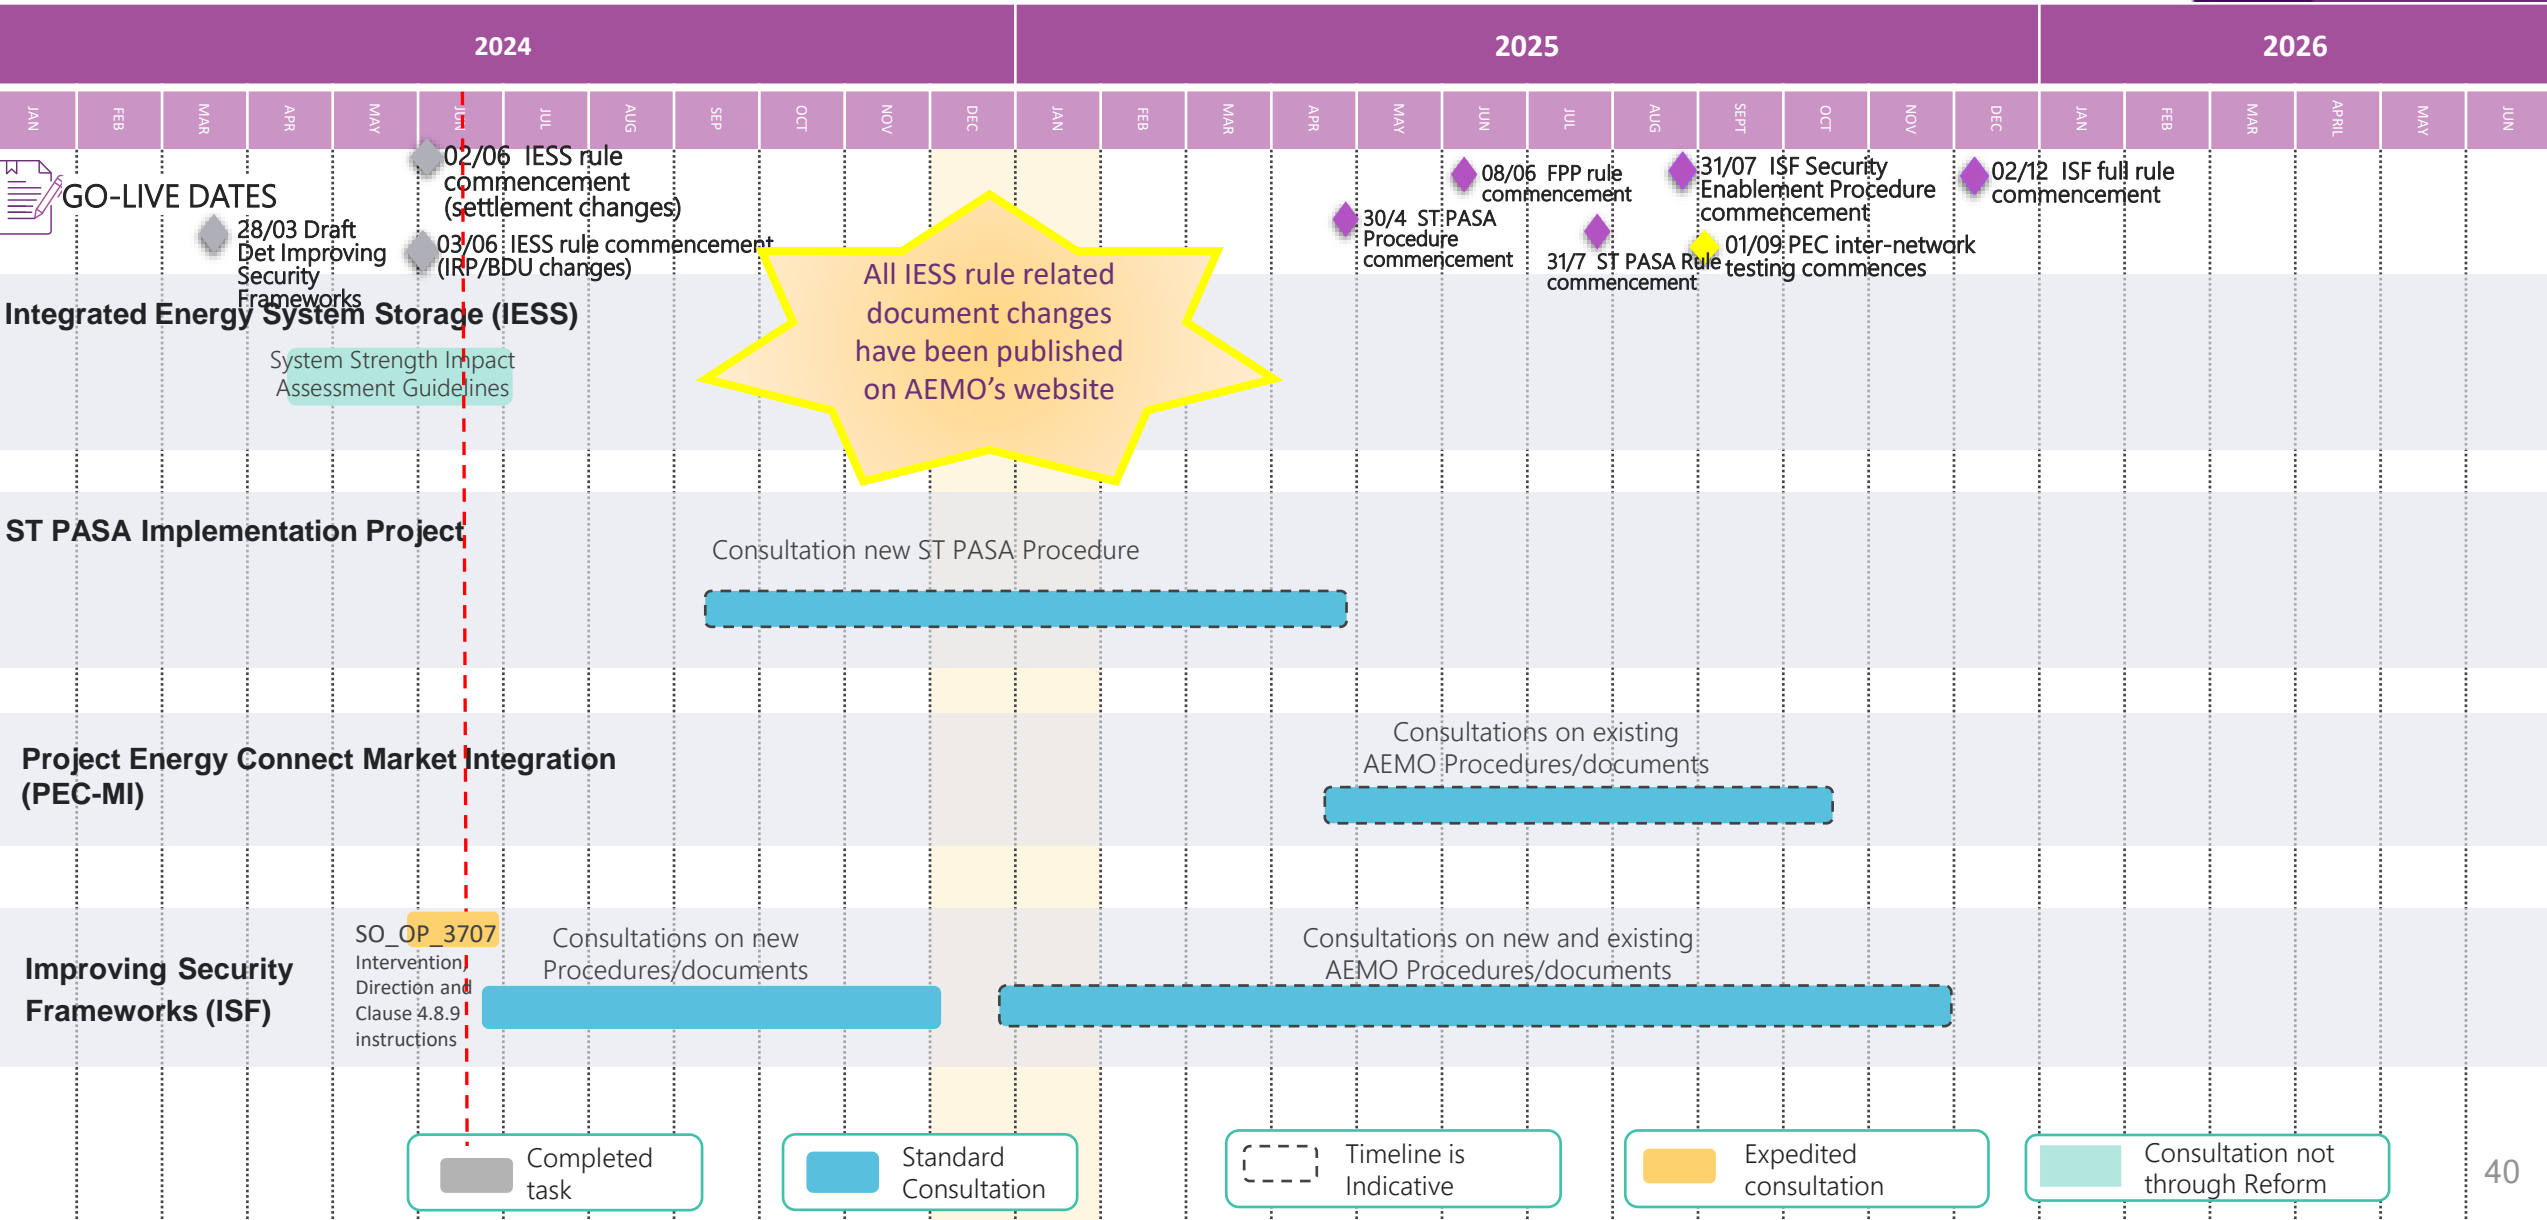 2024
2025
2026
JAN
FEB
MAR
APR
MAY
JUN
JUL
AUG
SEP
OCT
NOV
DEC
JAN
FEB
MAR
APR
MAY
JUN
JUL
AUG
SEPT
OCT
NOV
DEC
JAN
FEB
MAR
APRIL
MAY
JUN
GO-LIVE DATES
28/03 Draft
Det Improving
Security
Frameworks
02/06 IESS rule
commencement
(settlement changes)
03/06 IESS rule commencement
(IRP/BDU changes)
30/4 ST PASA
Procedure
commencement
08/06 FPP rule
commencement
31/7 ST PASA Rule
commencement
31/07 ISF Security
Enablement Procedure
commencement
01/09 PEC inter-network
testing commences
02/12 ISF full rule
commencement
Integrated Energy System Storage (IESS)
System Strength Impact
Assessment Guidelines
All IESS rule related
document changes
have been published
on AEMO’s website
ST PASA Implementation Project
Consultation new ST PASA Procedure
Project Energy Connect Market Integration
(PEC-MI)
Consultations on existing
AEMO Procedures/documents
Improving Security
Frameworks (ISF)
SO_OP_3707
Intervention,
Direction and
Clause 4.8.9
instructions
Consultations on new
Procedures/documents
Consultations on new and existing
AEMO Procedures/documents
Completed
task
Standard
Consultation
Timeline is
Indicative
Expedited
consultation
Consultation not
through Reform
40